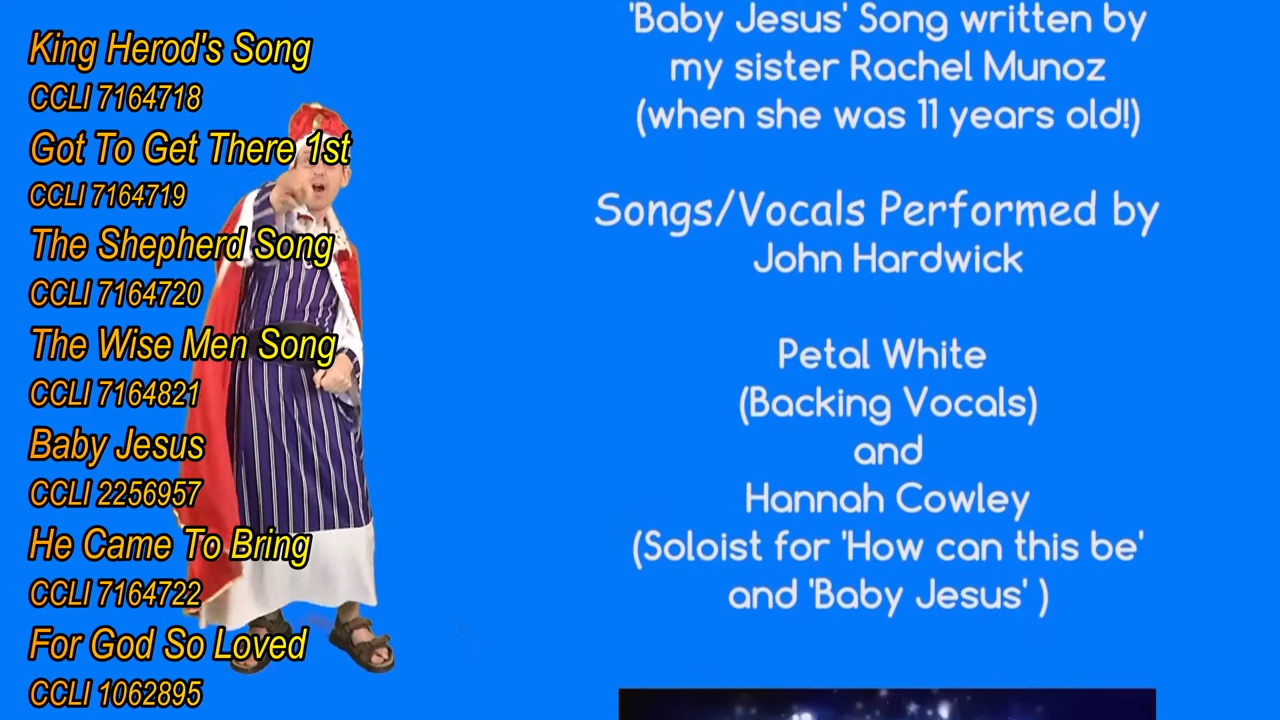 King Herod's Song
CCLI 7164718
Got To Get There 1st
CCLI 7164719
The Shepherd Song
CCLI 7164720
The Wise Men Song
CCLI 7164821
Baby Jesus
CCLI 2256957
He Came To Bring
CCLI 7164722
For God So Loved
CCLI 1062895
'Baby Jesus' Song written by
my sister Rachel Munoz
(when she was 11 years old!)
Songs/Vocals Performed by
John Hardwick
Petal White
(Backing Vocals)
and
Hannah Cowley
(Soloist for 'How can this be'
and 'Baby Jesus' )